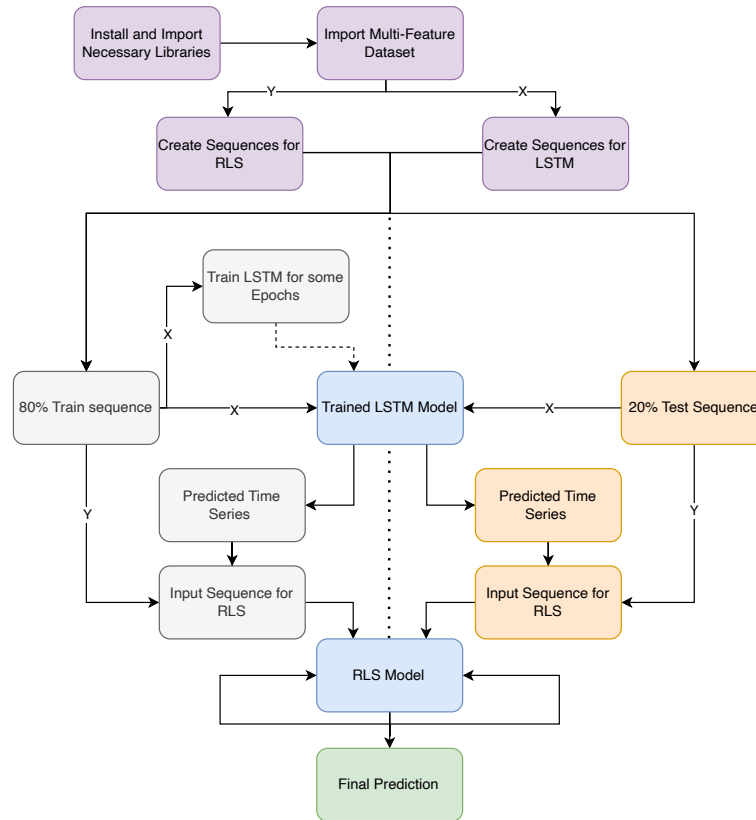 Install and Import
Necessary Libraries
Import Multi-Feature
Dataset
Y
X
Create Sequences for
RLS
Create Sequences for
LSTM
Train LSTM for some
Epochs
X
80% Train sequence
X
Trained LSTM Model
X
20% Test Sequence
Predicted Time
Series
Predicted Time
Series
Y
Y
Input Sequence for
RLS
Input Sequence for
RLS
RLS Model
Final Prediction